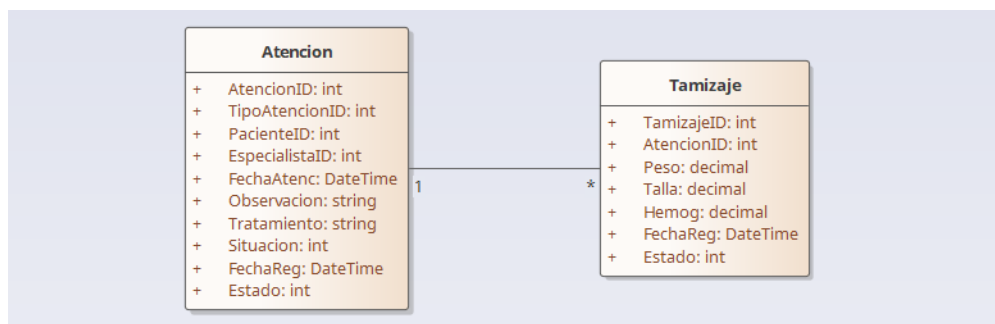 Atencion
+ AtencionID: int
+ TipoAtencionID: int
+ PacienteID: int
+ EspecialistaID: int
+ FechaAtenc: DateTime
+ Observacion: string
+ Tratamiento: string
+ Situacion: int
+ FechaReg: DateTime
+ Estado: int
1
*
Tamizaje
+ TamizajeID: int
+ AtencionID: int
+ Peso: decimal
+ Talla: decimal
+ Hemog: decimal
+ FechaReg: DateTime
+ Estado: int